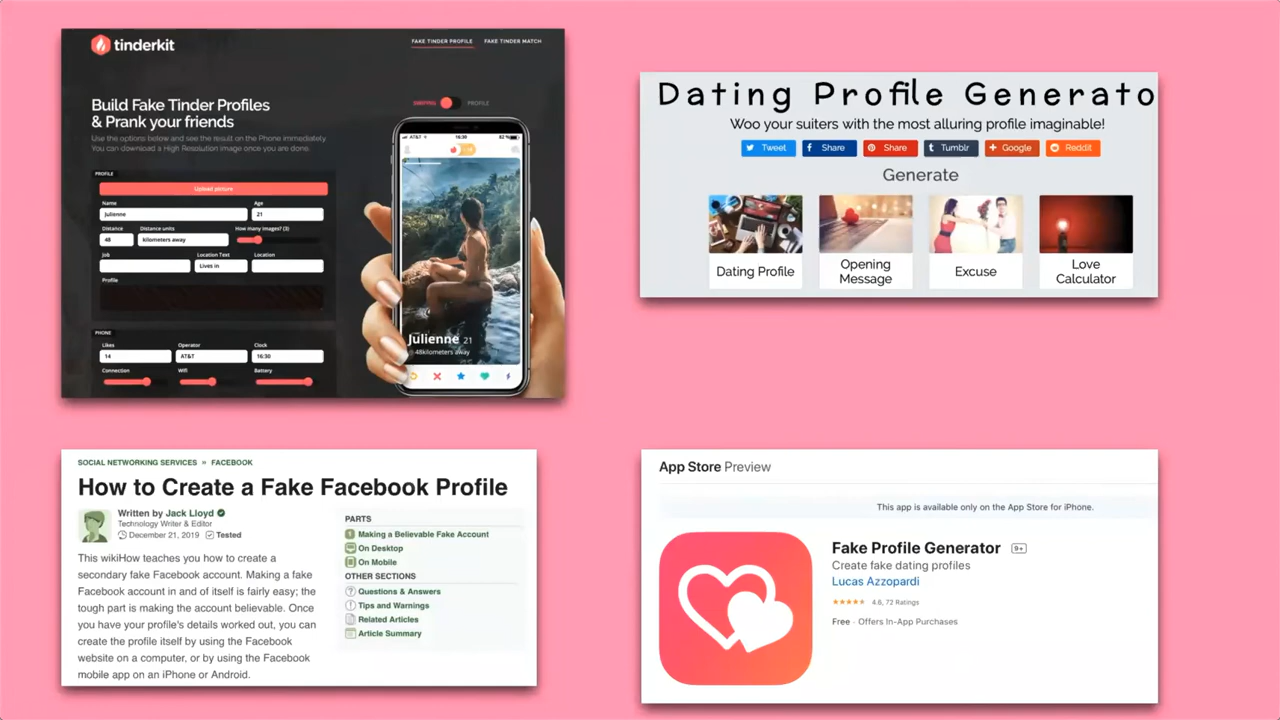 tinderkit
FAKE TINDER PROFILE FAKE TINDER MATCH
Build Fake Tinder Profiles
& Prank your friends
Use the options below and see the result on the Phone immediately.
You can download a High Resolution image once you are done.
PROFILE
PROFILE
Upload picture
Name Age
Julienne 21
Distance Distance units How many images? (3)
48 kilometers away
Job Location Text Location
Lives in
Profile
PHONE
Likes Operator Clock
14 AT&T 16:30
Connection Wifi Battery
AT&T 16:30 82%
Julienne 21
48kilometers away
Dating Profile Generato
Woo your suiters with the most alluring profile imaginable!
Tweet Share Share Tumblr Google Reddit
Generate
Dating Profile
Opening
Message
Excuse
Love
Calculator
SOCIAL NETWORKING SERVICES » FACEBOOK
How to Create a Fake Facebook Profile
Written by Jack Lloyd
Technology Writer & Editor
December 21, 2019 Tested
This wikiHow teaches you how to create a
secondary fake Facebook account. Making a fake
Facebook account in and of itself is fairly easy; the
tough part is making the account believable. Once
you have your profile's details worked out, you can
create the profile itself by using the Facebook
website on a computer, or by using the Facebook
mobile app on an iPhone or Android.
PARTS
1 Making a Believable Fake Account
On Desktop
On Mobile
OTHER SECTIONS
? Questions & Answers
! Tips and Warnings
Related Articles
Article Summary
App Store Preview
This app is available only on the App Store for iPhone.
Fake Profile Generator 9+
Create fake dating profiles
Lucas Azzopardi
★★★★★ 4.6, 72 Ratings
Free · Offers In-App Purchases